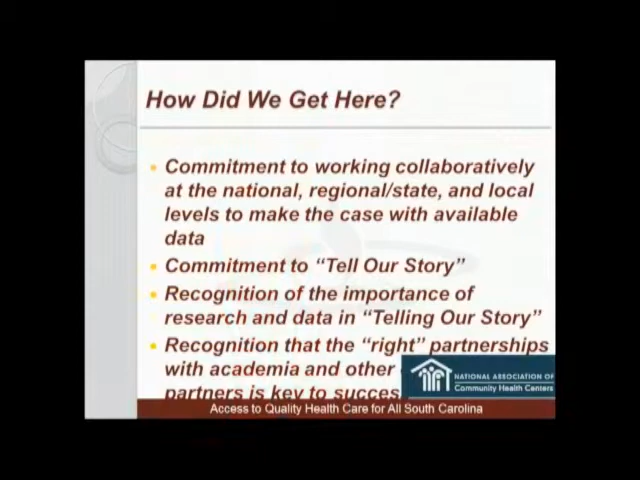 How Did We Get Here?
Commitment to working collaboratively
at the national, regional/state, and local
levels to make the case with available
data
Commitment to “Tell Our Story”
Recognition of the importance of
research and data in “Telling Our Story”
Recognition that the “right” partnerships
with academia and other
partners is key to succes
NATIONAL ASSOCIATION OF
Community Health Centers
Access to Quality Health Care for All South Carolina